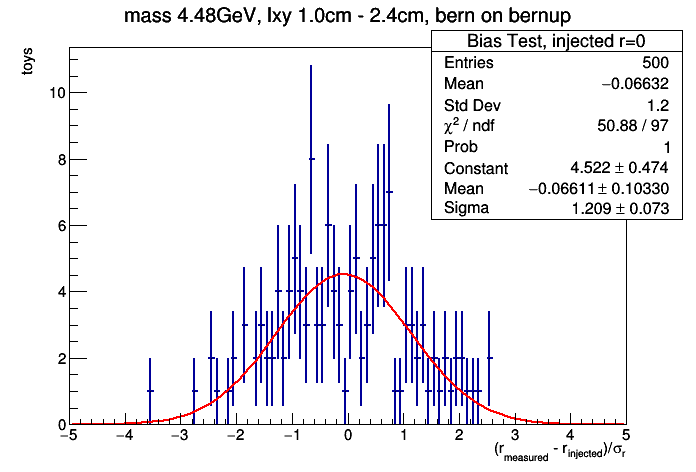 mass 4.48GeV, lxy 1.0cm - 2.4cm, bern on bernup
Bias Test, injected r=0
Entries 500
Mean −0.06632
Std Dev 1.2
χ² / ndf 50.88 / 97
Prob 1
Constant 4.522 ± 0.474
Mean −0.06611 ± 0.10330
Sigma 1.209 ± 0.073
toys
10
8
6
4
2
0
−5 −4 −3 −2 −1 0 1 2 3 4 5
(r_measured - r_injected)/σ_r